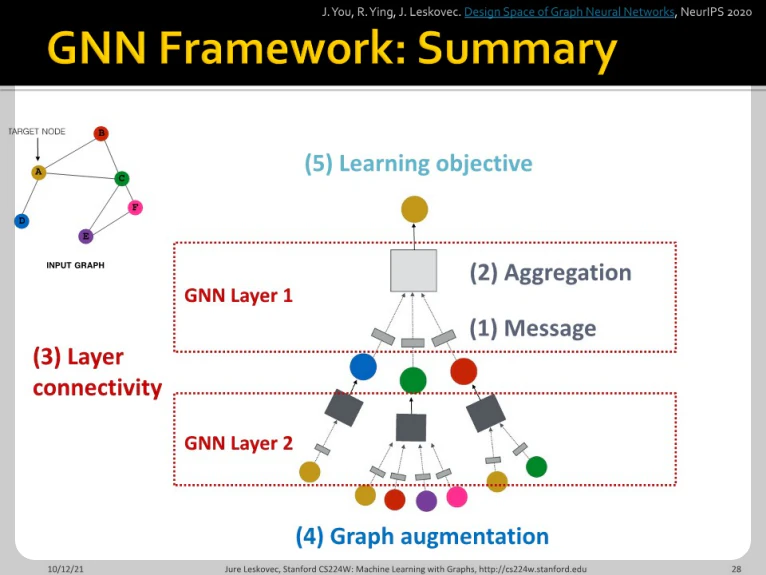 J. You, R. Ying, J. Leskovec. Design Space of Graph Neural Networks, NeurIPS 2020
GNN Framework: Summary
TARGET NODE
B
A
C
F
D
E
INPUT GRAPH
(5) Learning objective
GNN Layer 1
(2) Aggregation
(1) Message
(3) Layer
connectivity
GNN Layer 2
(4) Graph augmentation
10/12/21
Jure Leskovec, Stanford CS224W: Machine Learning with Graphs, http://cs224w.stanford.edu
28